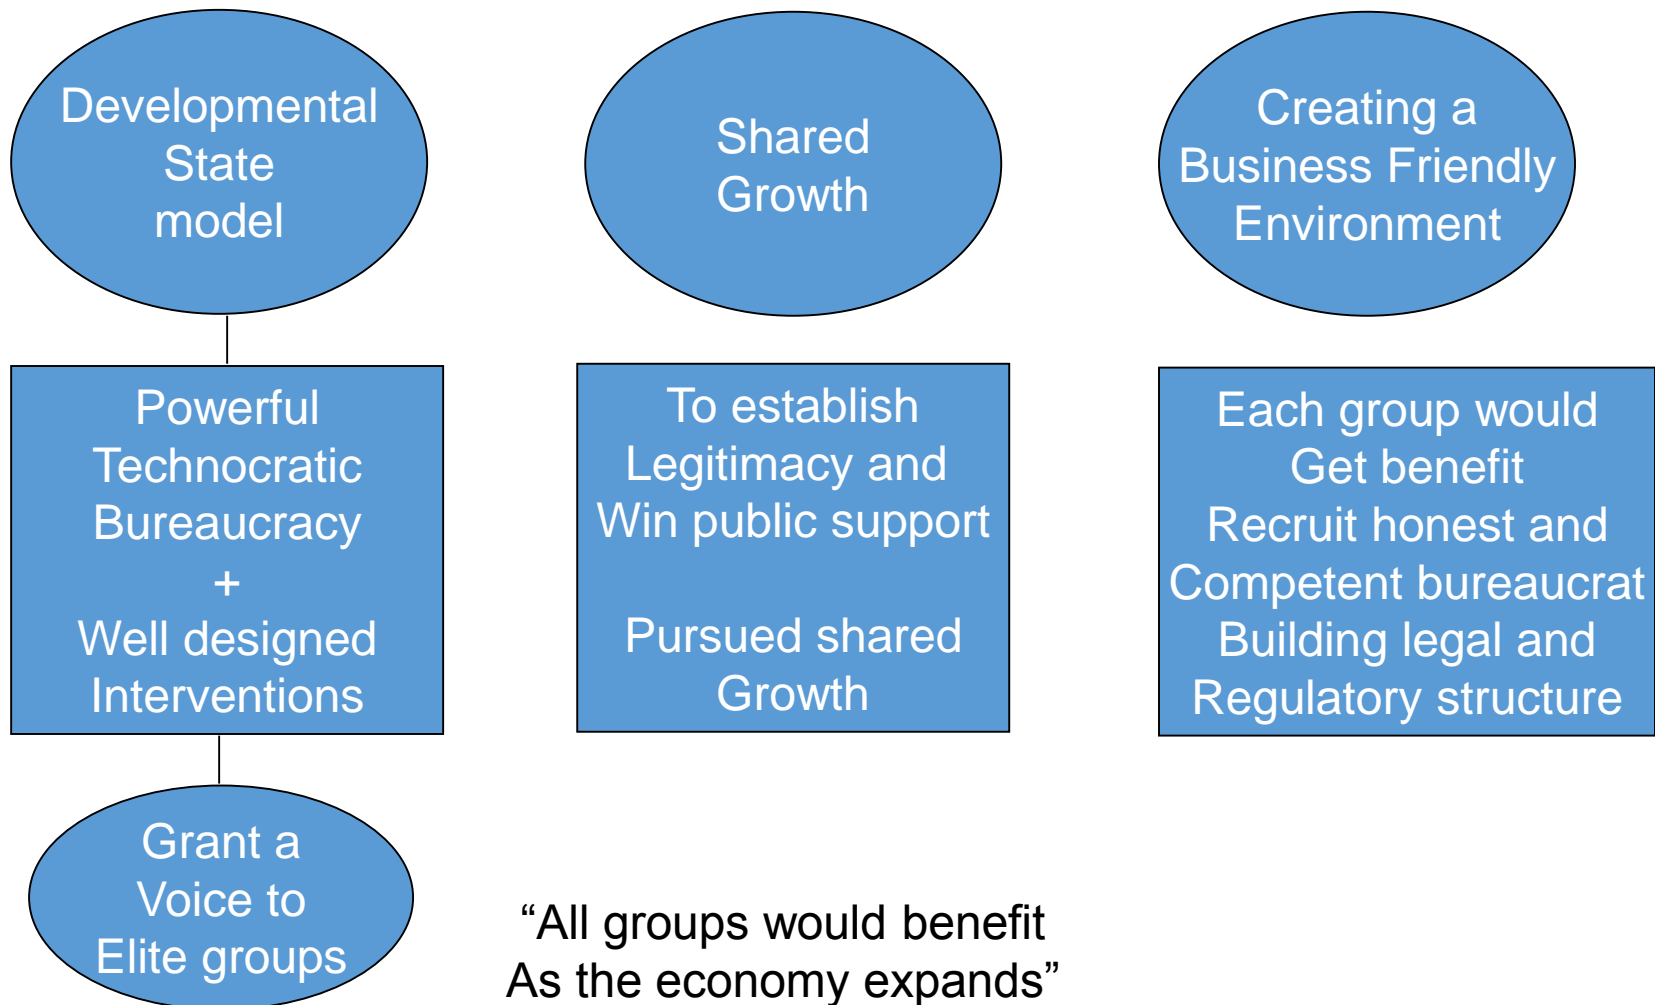 Developmental
State
model
Powerful
Technocratic
Bureaucracy
+
Well designed
Interventions
Grant a
Voice to
Elite groups
Shared
Growth
To establish
Legitimacy and
Win public support
Pursued shared
Growth
“All groups would benefit
As the economy expands”
Creating a
Business Friendly
Environment
Each group would
Get benefit
Recruit honest and
Competent bureaucrat
Building legal and
Regulatory structure